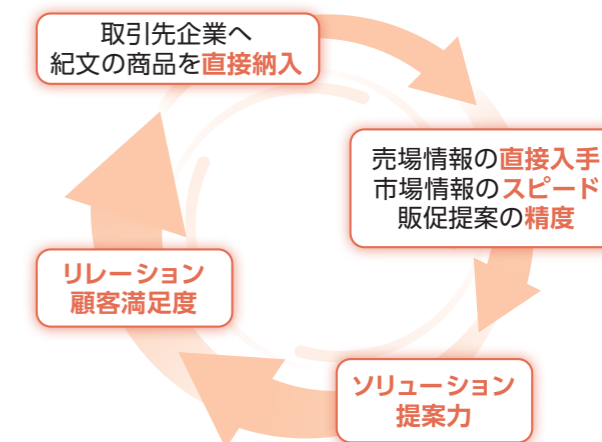 取引先企業へ
紀文の商品を直接納入
売場情報の直接入手
市場情報のスピード
販促提案の精度
ソリューション
提案力
リレーション
顧客満足度